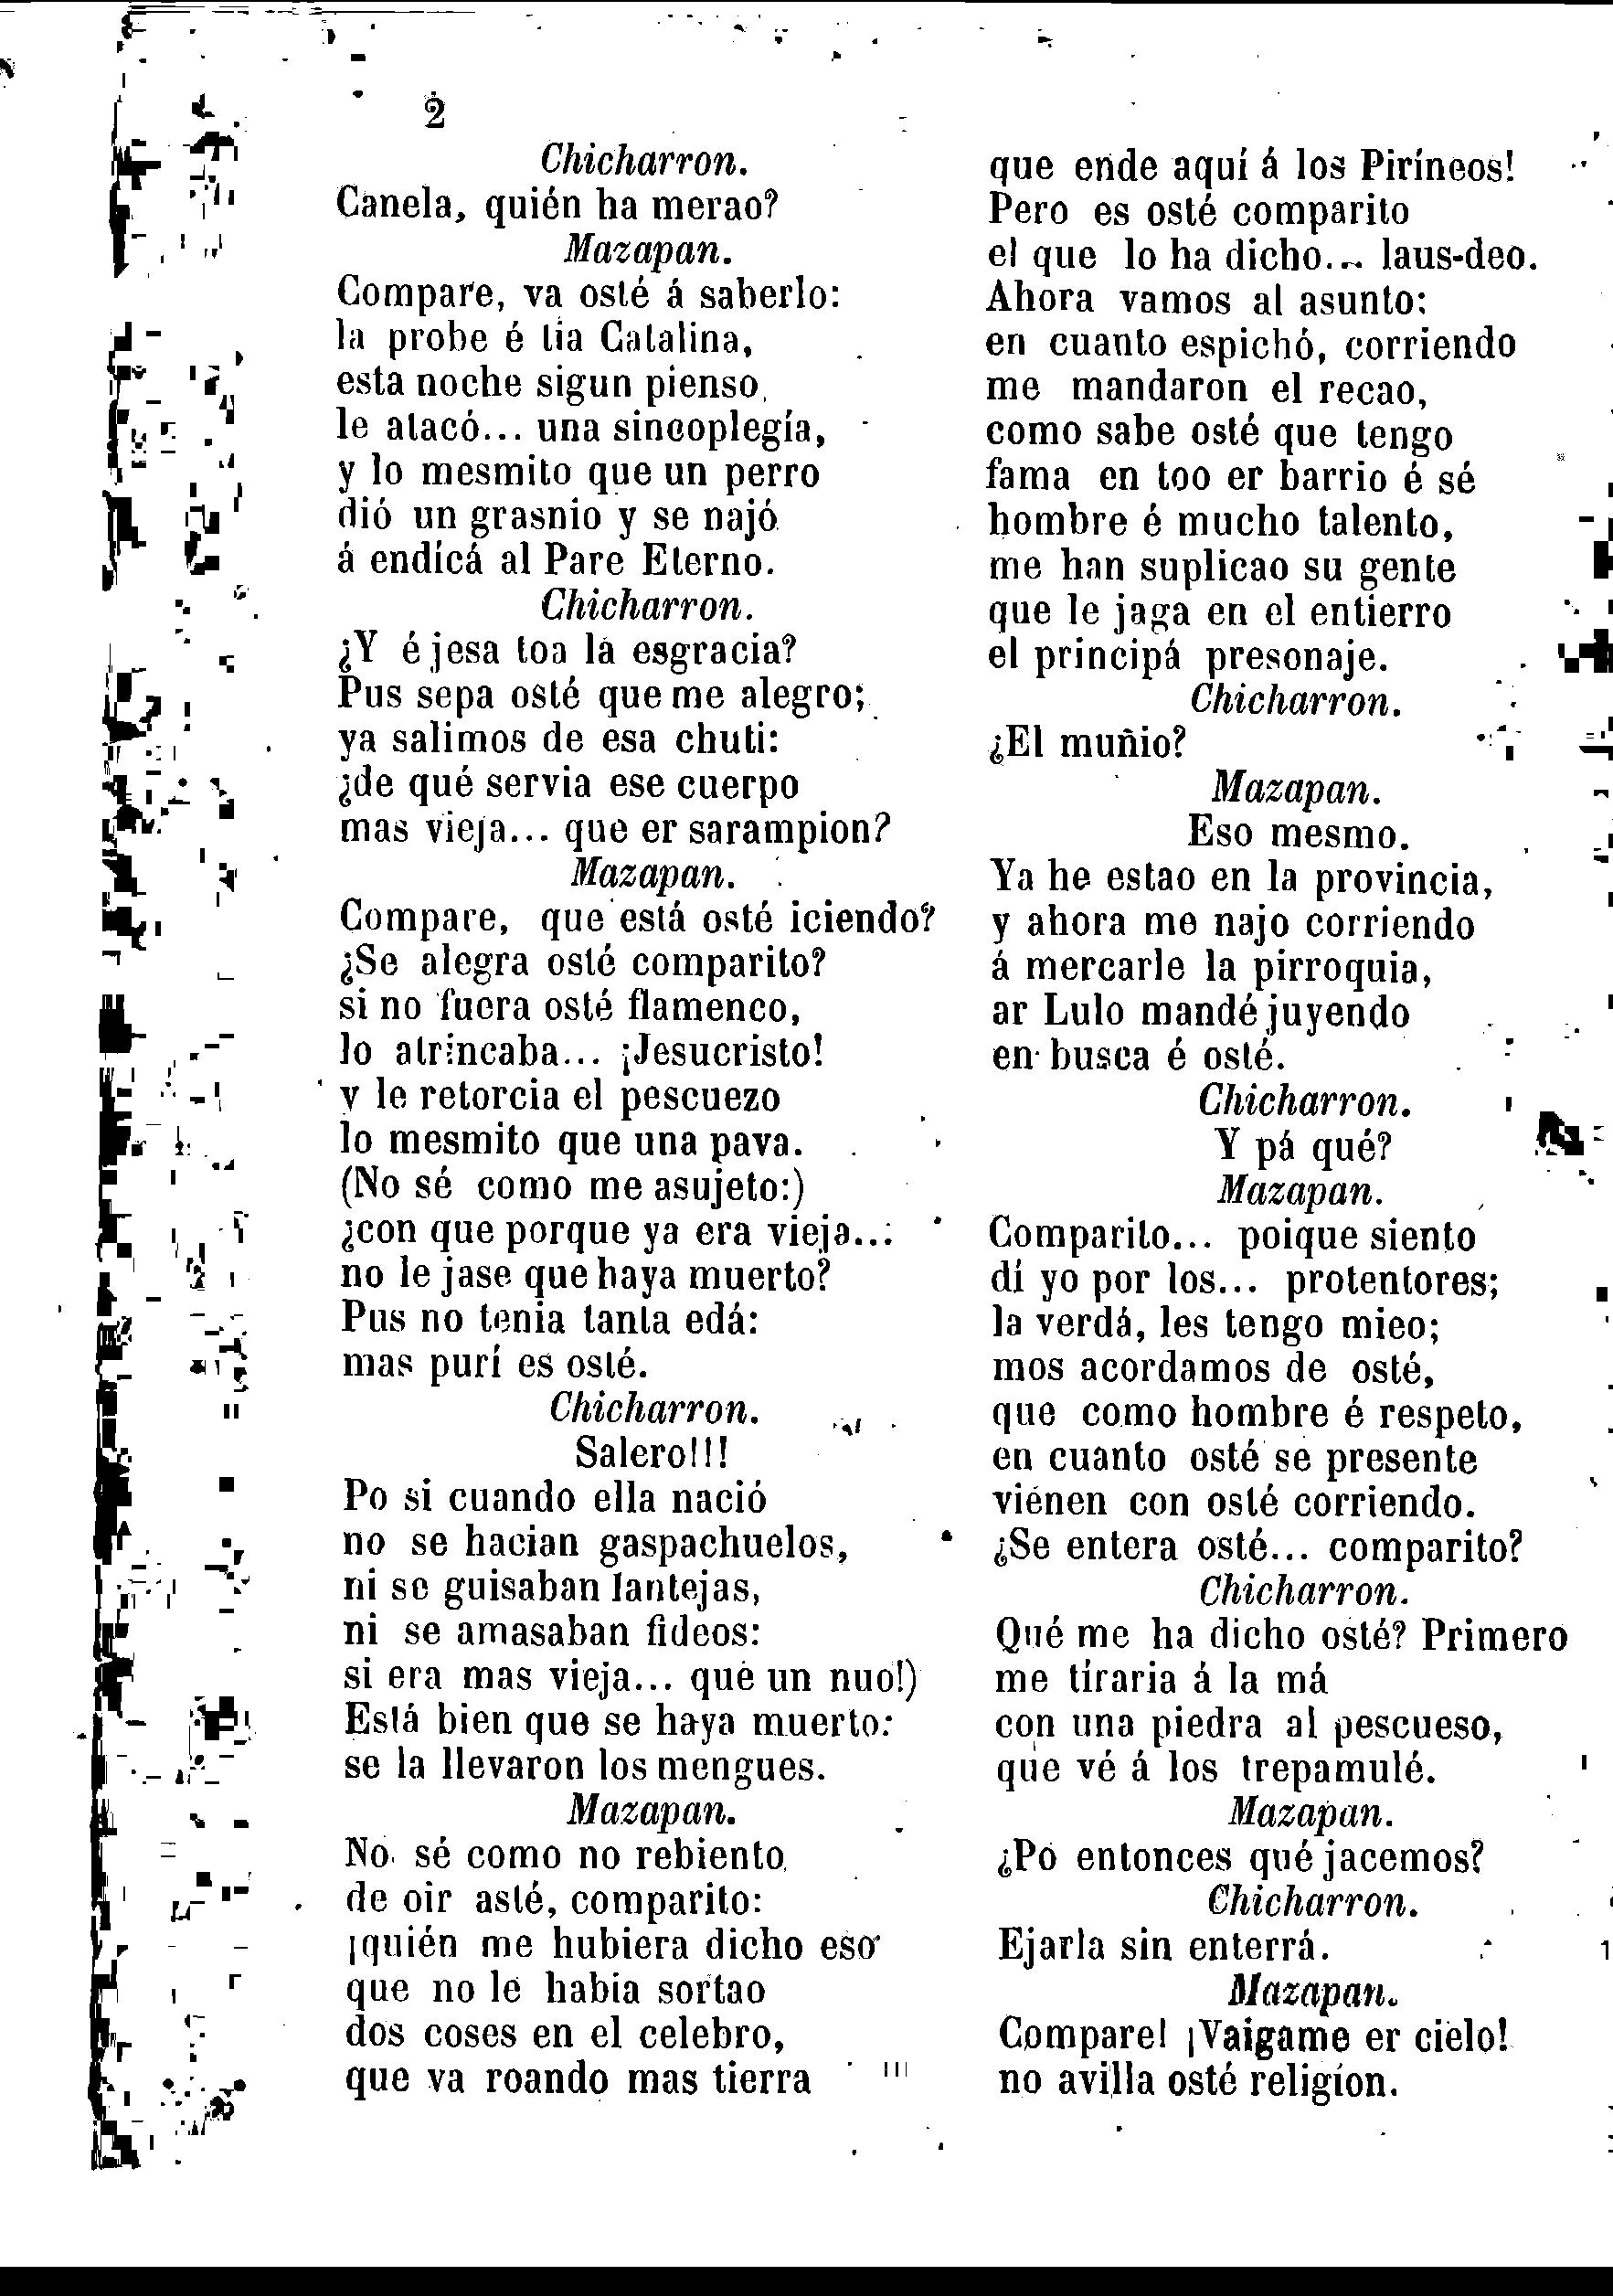 2
Chicharron.
Canela, quién ha merao?
Mazapan.
Compare, va osté á saberlo:
la probe é tia Catalina,
esta noche sigun pienso,
le atacó... una sincoplegía,
y lo mesmito que un perro
dió un grasnio y se najó
á endicá al Pare Eterno.
Chicharron.
¿Y é jesa toa la esgracia?
Pus sepa osté que me alegro;
ya salimos de esa chuti:
¿de qué servia ese cuerpo
mas vieja... que er sarampion?
Mazapan.
Compare, que está osté iciendo?
¿Se alegra osté comparito?
si no fuera osté flamenco,
lo atrincaba... ¡Jesucristo!
y le retorcia el pescuezo
lo mesmito que una pava.
(No sé como me asujeto:)
¿con que porque ya era vieja...
no le jase que haya muerto?
Pus no tenia tanta edá:
mas purí es osté.
Chicharron.
Salero!!!
Po si cuando ella nació
no se hacian gaspachuelos,
ni se guisaban lantejas,
ni se amasaban fideos:
si era mas vieja... que un nuo!)
Está bien que se haya muerto:
se la llevaron los mengues.
Mazapan.
No sé como no rebiento
de oir asté, comparito:
¡quién me hubiera dicho eso
que no le habia sortao
dos coses en el celebro,
que va roando mas tierra
que ende aquí á los Piríneos!
Pero es osté comparito
el que lo ha dicho... laus-deo.
Ahora vamos al asunto:
en cuanto espichó, corriendo
me mandaron el recao,
como sabe osté que tengo
fama en too er barrio é sé
hombre é mucho talento,
me han suplicao su gente
que le jaga en el entierro
el principá presonaje.
Chicharron.
¿El muñio?
Mazapan.
Eso mesmo.
Ya he estao en la provincia,
y ahora me najo corriendo
á mercarle la pirroquia,
ar Lulo mandé juyendo
en busca é osté.
Chicharron.
Y pá qué?
Mazapan.
Comparito... poique siento
dí yo por los... protentores;
la verdá, les tengo mieo;
mos acordamos de osté,
que como hombre é respeto,
en cuanto osté se presente
viénen con osté corriendo.
¿Se entera osté... comparito?
Chicharron.
Qué me ha dicho osté? Primero
me tíraria á la má
con una piedra al pescueso,
que vé á los trepamulé.
Mazapan.
¿Po entonces qué jacemos?
Chicharron.
Ejarla sin enterrá.
Mazapan.
Compare! ¡Vaigame er cielo!
no avilla osté religíon.